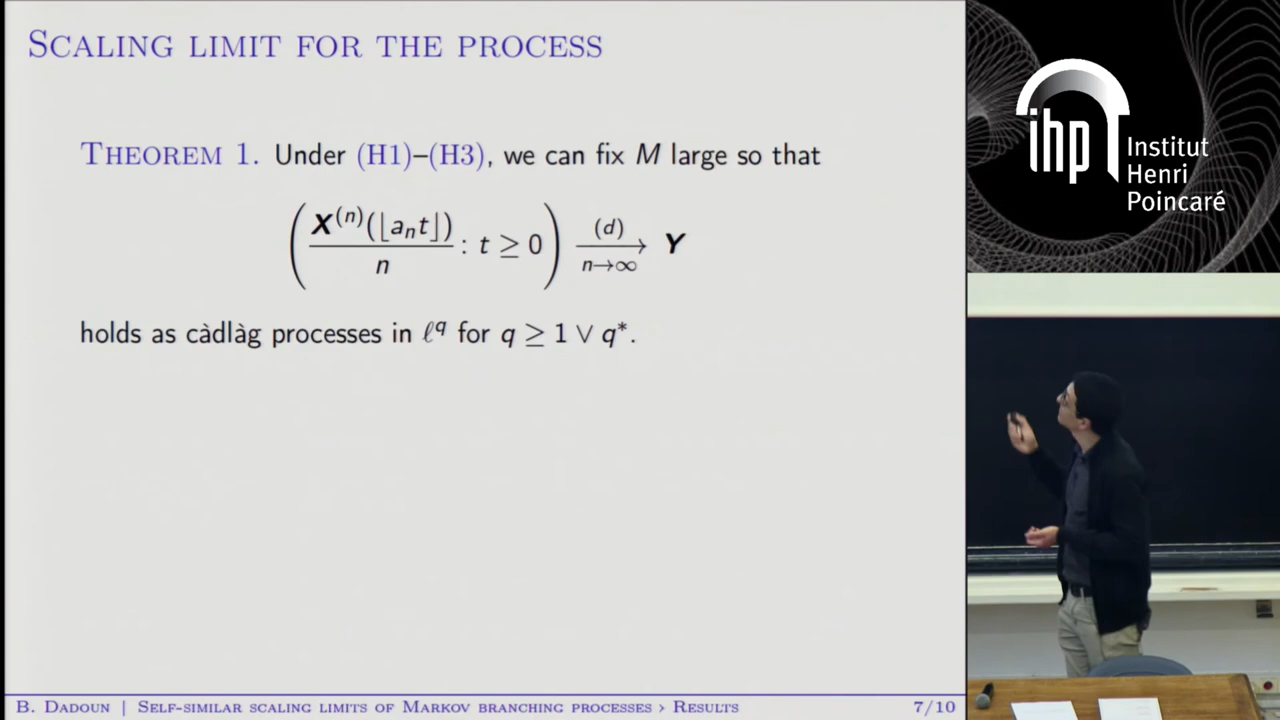 SCALING LIMIT FOR THE PROCESS
THEOREM 1. Under (H1)–(H3), we can fix M large so that
( X⁽ⁿ⁾(⌊aₙt⌋) / n : t ≥ 0 ) —(d)→ n→∞ Y
holds as càdlàg processes in ℓ^q for q ≥ 1 ∨ q*.
B. DADOUN | SELF-SIMILAR SCALING LIMITS OF MARKOV BRANCHING PROCESSES › RESULTS 7/10
ihp Institut
Henri
Poincaré